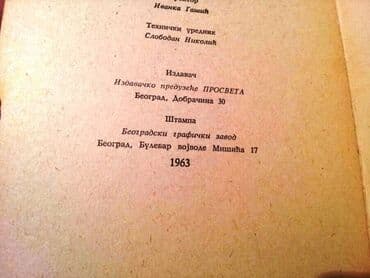 Иванка Гашић
Технички уредник
Слободан Николић
Издавач
Издавачко предузеће ПРОСВЕТА
Београд, Добрачина 30
Штампа
Београдски графички завод
Београд, Булевар војводе Мишића 17
1963